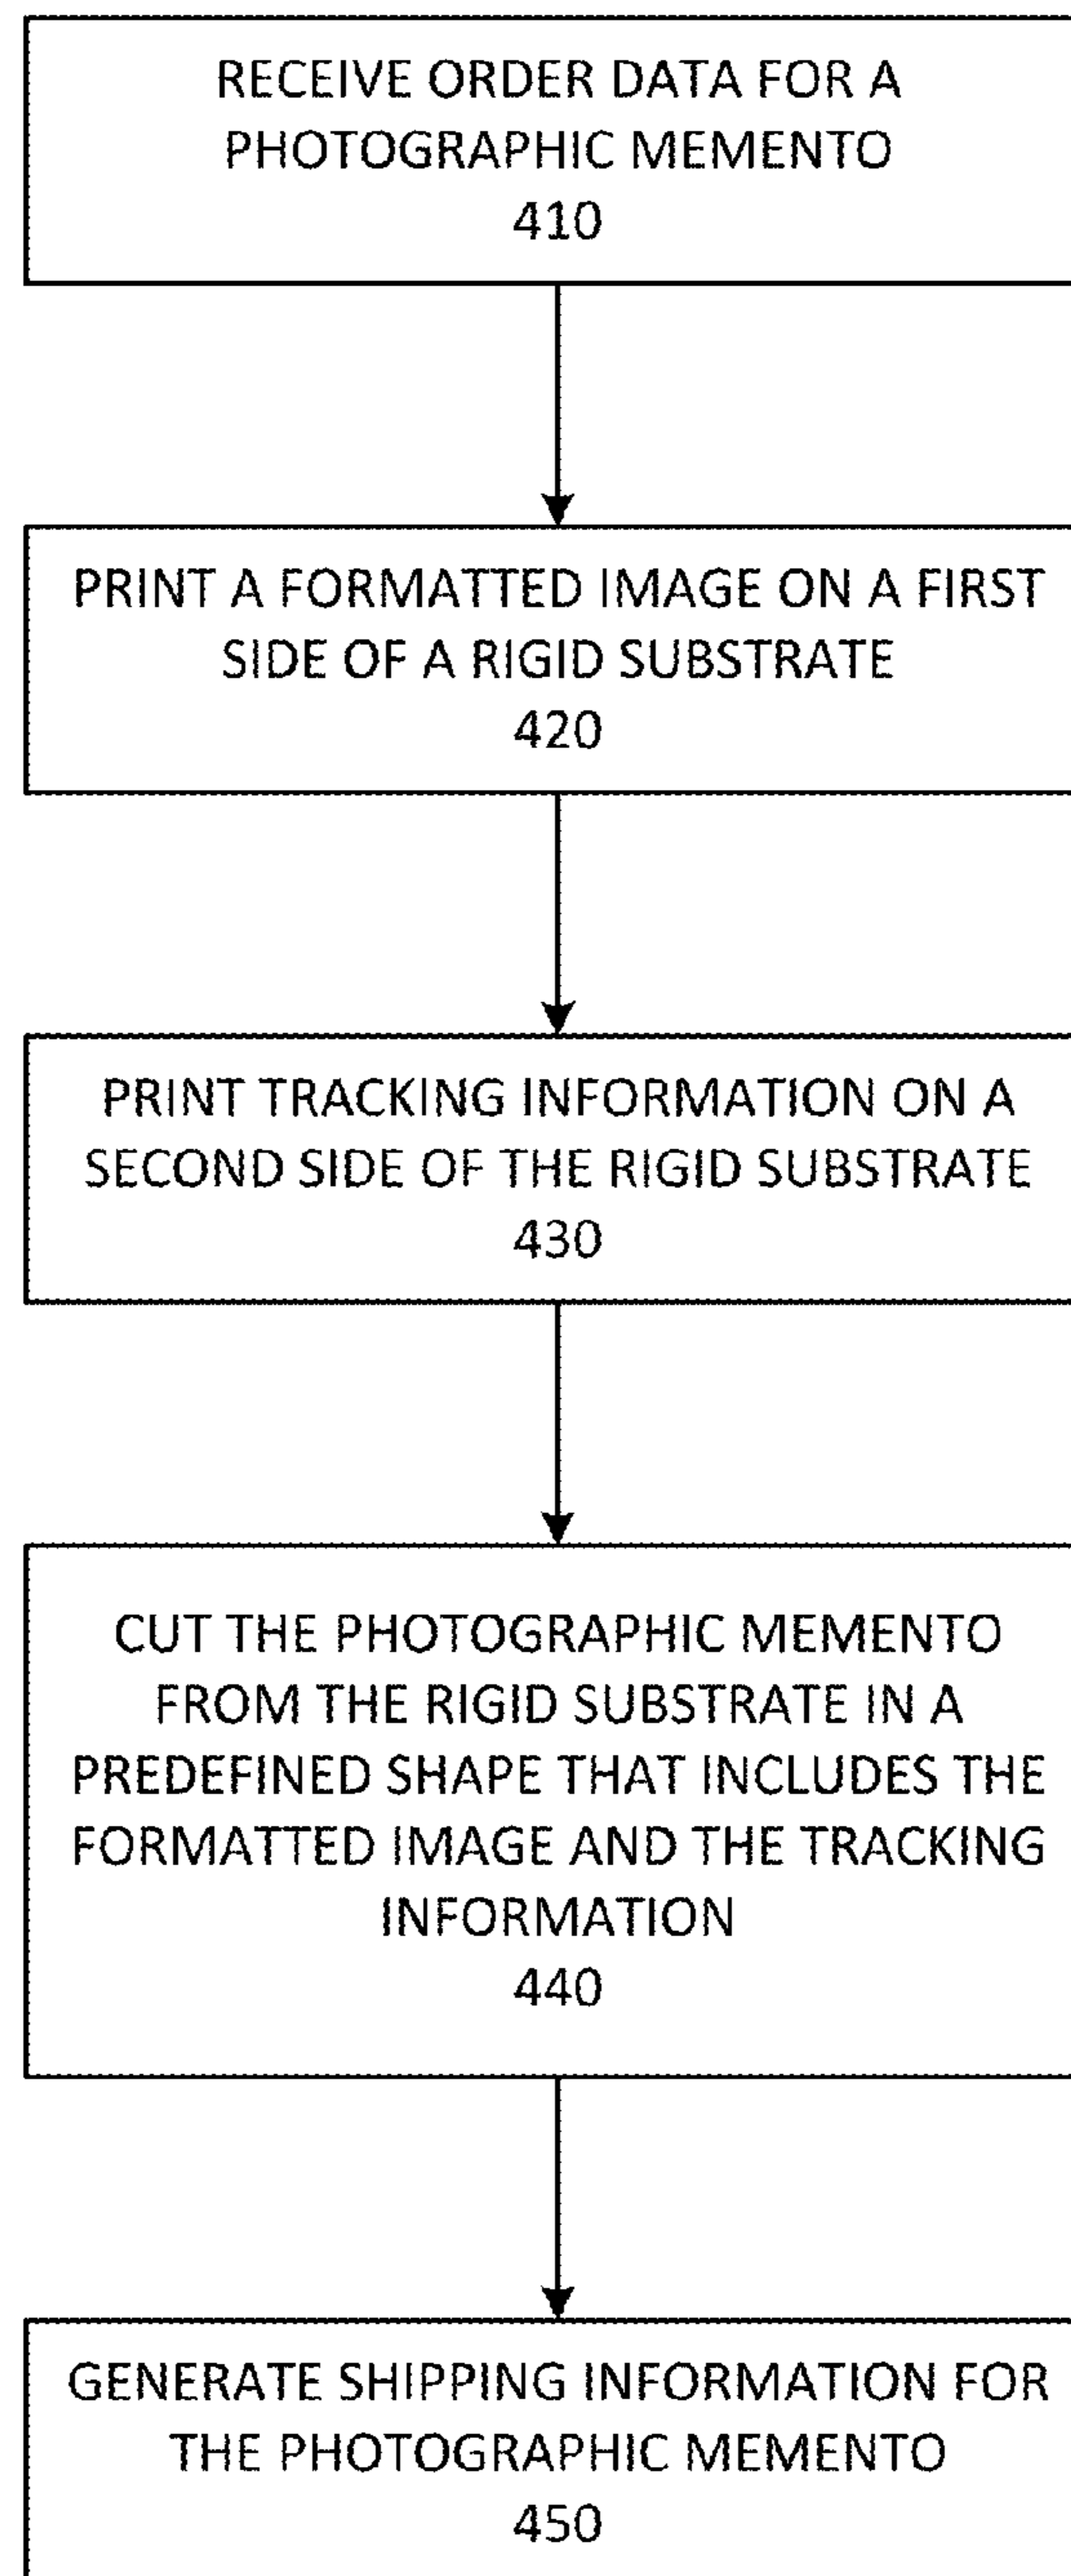 RECEIVE ORDER DATA FOR A
PHOTOGRAPHIC MEMENTO
410
PRINT A FORMATTED IMAGE ON A FIRST
SIDE OF A RIGID SUBSTRATE
420
PRINT TRACKING INFORMATION ON A
SECOND SIDE OF THE RIGID SUBSTRATE
430
CUT THE PHOTOGRAPHIC MEMENTO
FROM THE RIGID SUBSTRATE IN A
PREDEFINED SHAPE THAT INCLUDES THE
FORMATTED IMAGE AND THE TRACKING
INFORMATION
440
GENERATE SHIPPING INFORMATION FOR
THE PHOTOGRAPHIC MEMENTO
450